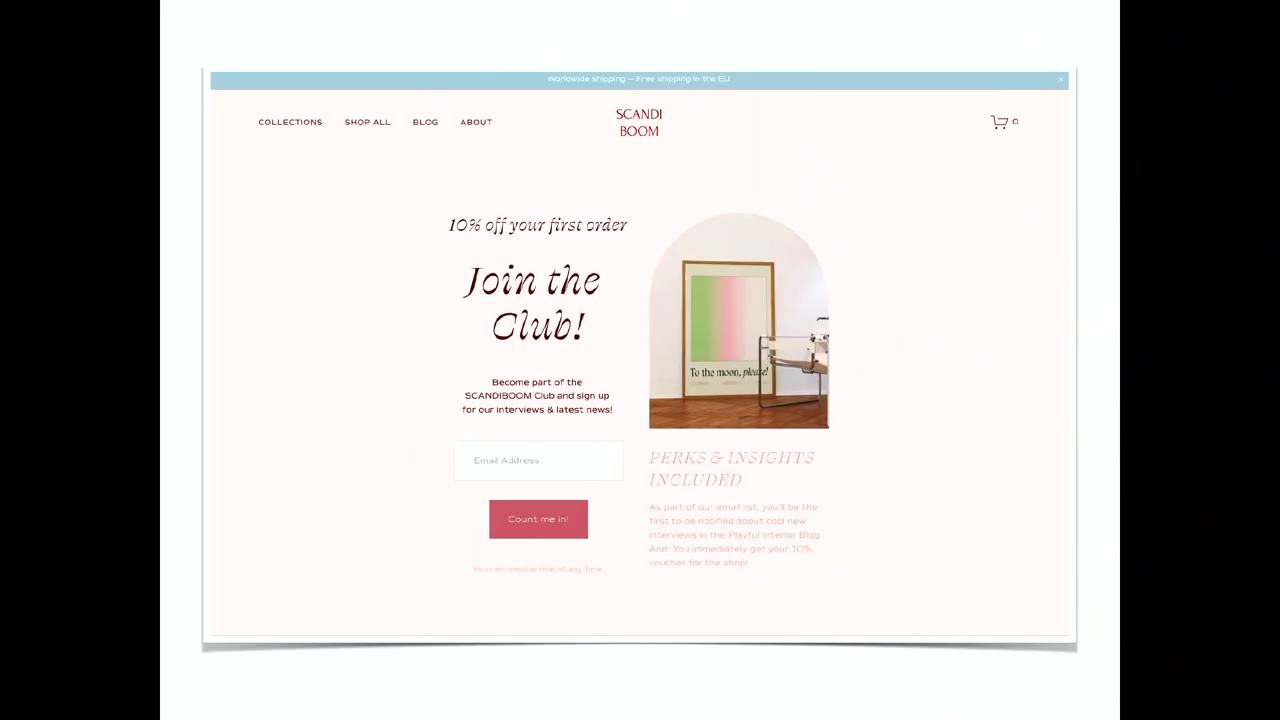 Worldwide shipping — Free shipping in the EU
×
COLLECTIONS SHOP ALL BLOG ABOUT
SCANDI
BOOM
0
10% off your first order
Join the
Club!
Become part of the
SCANDIBOOM Club and sign up
for our interviews & latest news!
Email Address
Count me in!
You can unsubscribe at any time.
To the moon, please!
PERKS & INSIGHTS
INCLUDED
As part of our email list, you'll be the
first to be notified about cool new
interviews in the Playful Interior Blog.
And: You immediately get your 10%
voucher for the shop!